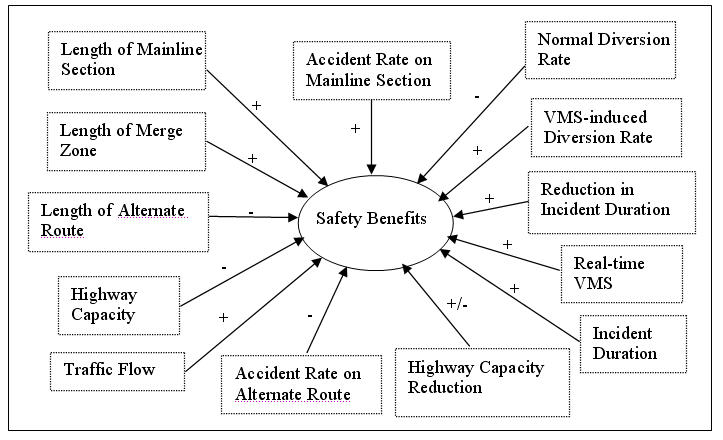 Length of Mainline
Section
+
Accident Rate on
Mainline Section
+
Normal Diversion
Rate
-
VMS-induced
Diversion Rate
+
Length of Merge
Zone
+
Reduction in
Incident Duration
+
Length of Alternate
Route
-
Safety Benefits
Real-time
VMS
+
Highway
Capacity
-
Incident
Duration
+
Traffic Flow
+
Accident Rate on
Alternate Route
-
Highway Capacity
Reduction
+/-